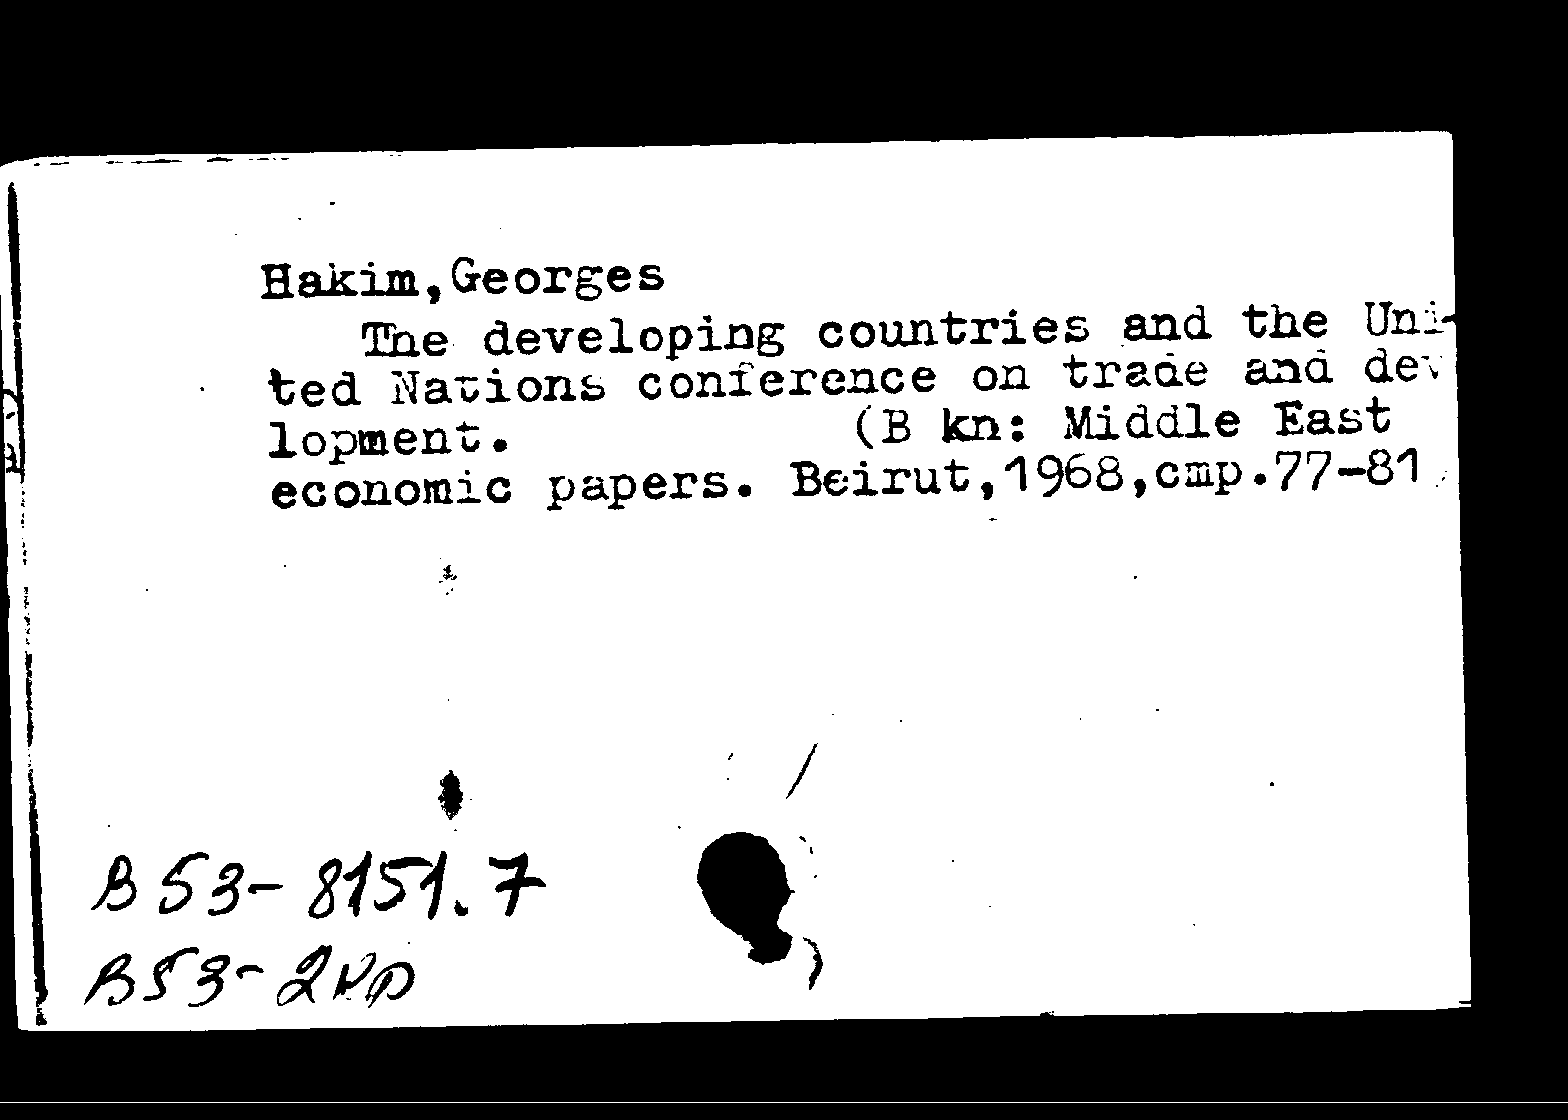 Hakim,Georges
The developing countries and the Uni-
ted Nations conference on trade and dev
lopment. (B kn: Middle East
economic papers. Beirut,1968,cmp.77-81
B53-8151.7
B53-2